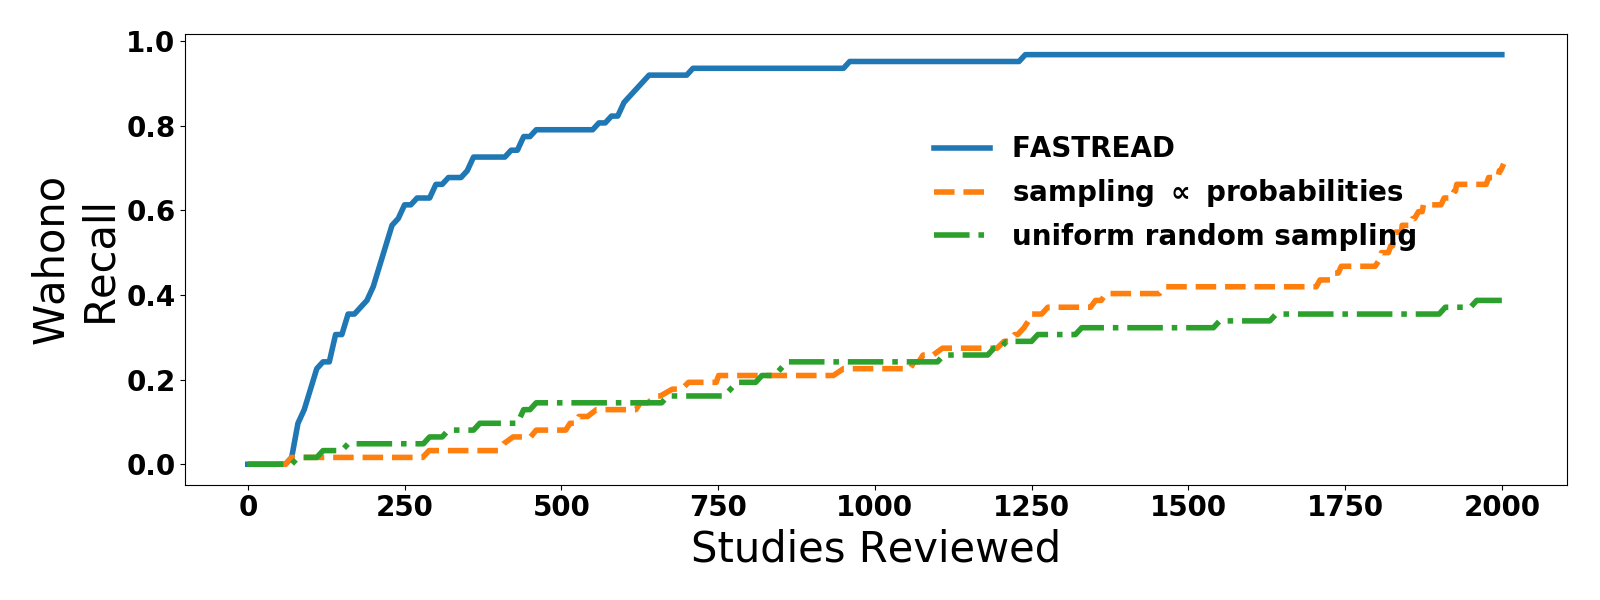 Wahono
Recall
1.0
0.8
0.6
0.4
0.2
0.0
FASTREAD
sampling ∝ probabilities
uniform random sampling
0 250 500 750 1000 1250 1500 1750 2000
Studies Reviewed